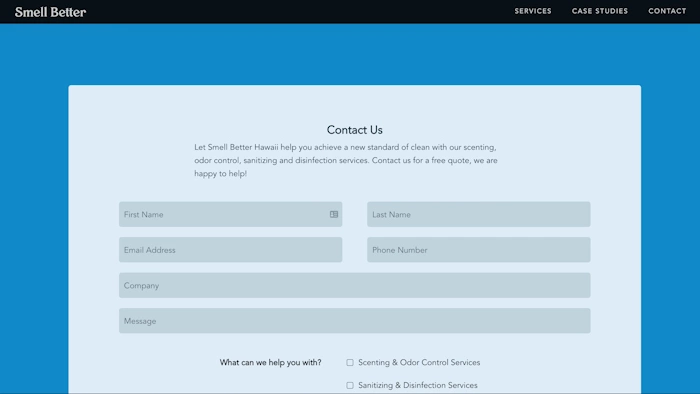 Smell Better
SERVICES CASE STUDIES CONTACT
Contact Us
Let Smell Better Hawaii help you achieve a new standard of clean with our scenting,
odor control, sanitizing and disinfection services. Contact us for a free quote, we are
happy to help!
First Name Last Name
Email Address Phone Number
Company
Message
What can we help you with? Scenting & Odor Control Services
Sanitizing & Disinfection Services